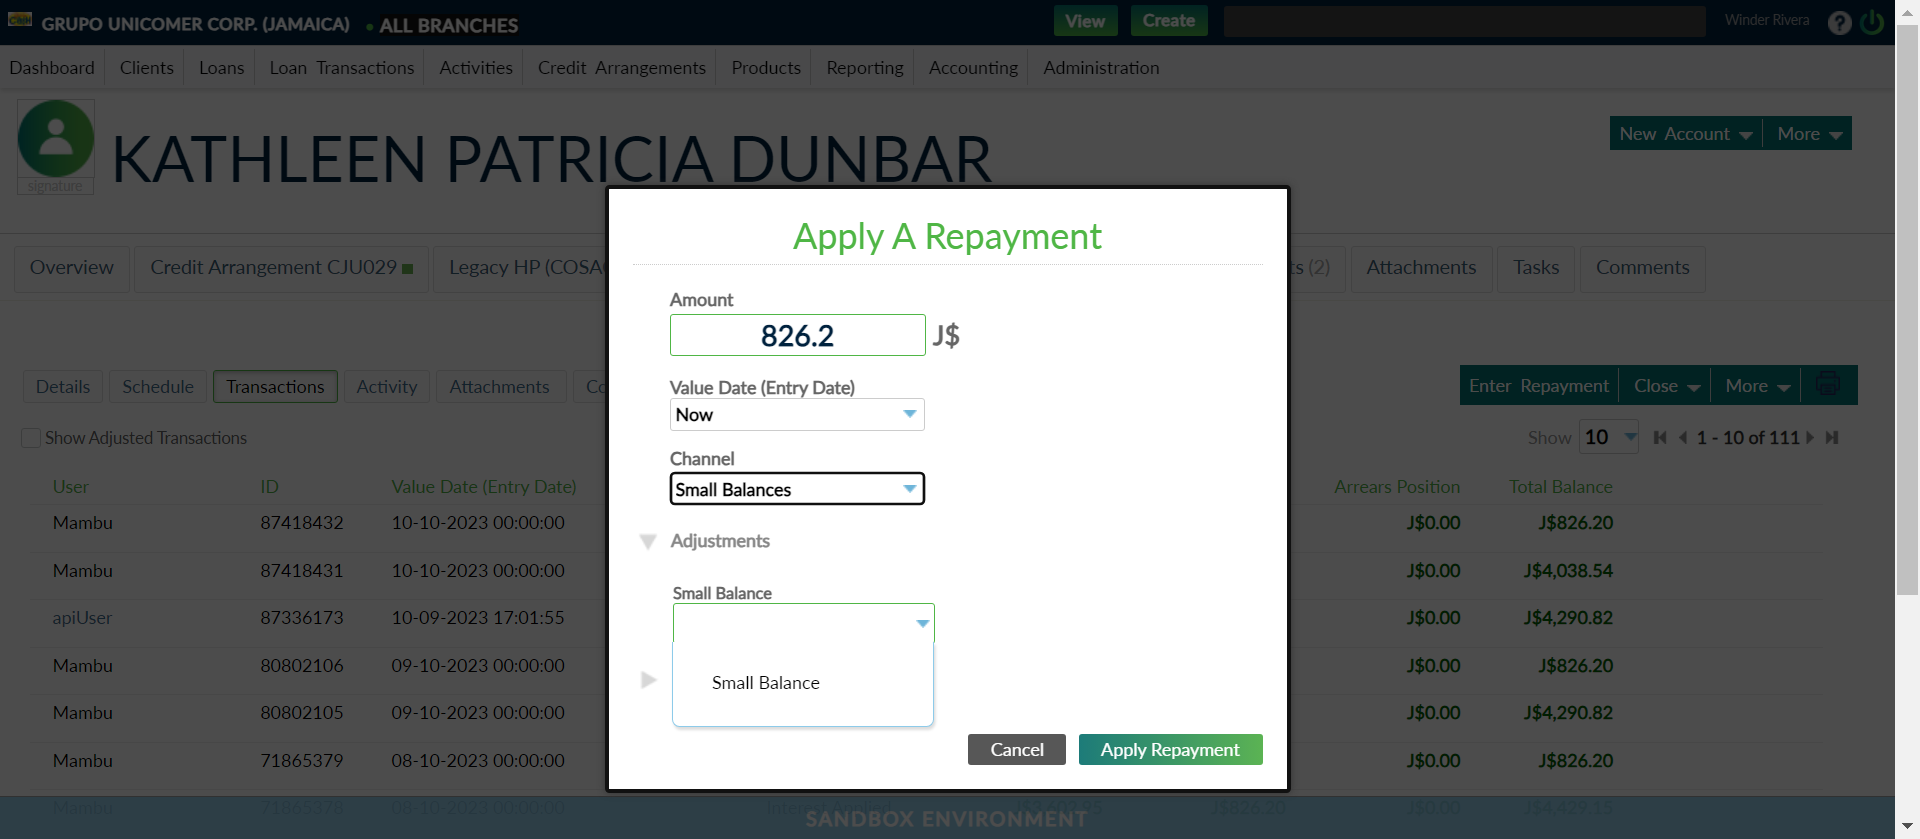 GRUPO UNICOMER CORP. (JAMAICA) • ALL BRANCHES View Create Winder Rivera ?
Dashboard Clients Loans Loan Transactions Activities Credit Arrangements Products Reporting Accounting Administration
signature
KATHLEEN PATRICIA DUNBAR
New Account More
Overview Credit Arrangement CJU029 Legacy HP (COSA (2) Attachments Tasks Comments
Apply A Repayment
Amount
826.2 J$
Value Date (Entry Date)
Now
Channel
Small Balances
Adjustments
Small Balance
Small Balance
Cancel Apply Repayment
Details Schedule Transactions Activity Attachments Co
Enter Repayment Close More
Show Adjusted Transactions
Show 10 1 - 10 of 111
User ID Value Date (Entry Date) Arrears Position Total Balance
Mambu 87418432 10-10-2023 00:00:00 J$0.00 J$826.20
Mambu 87418431 10-10-2023 00:00:00 J$0.00 J$4,038.54
apiUser 87336173 10-09-2023 17:01:55 J$0.00 J$4,290.82
Mambu 80802106 09-10-2023 00:00:00 J$0.00 J$826.20
Mambu 80802105 09-10-2023 00:00:00 J$0.00 J$4,290.82
Mambu 71865379 08-10-2023 00:00:00 J$0.00 J$826.20
Mambu 71865378 08-10-2023 00:00:00 Interest Applied J$826.20 J$0.00 J$4,429.15
SANDBOX ENVIRONMENT